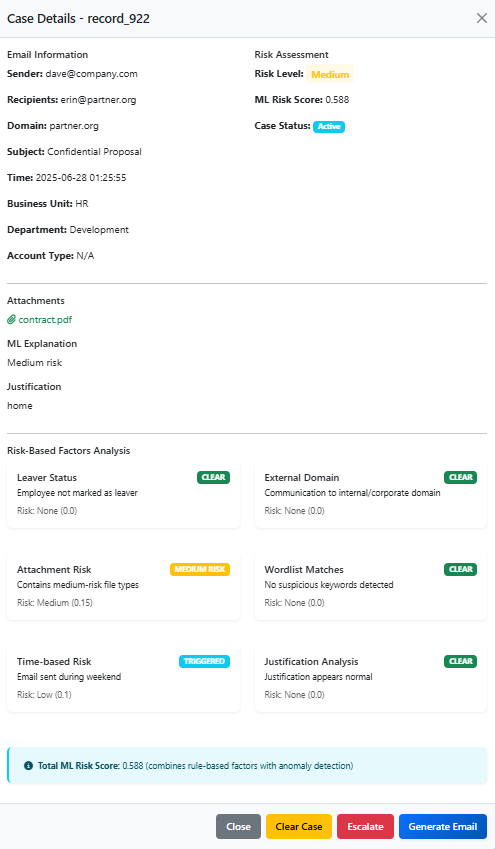 Case Details - record_922
Email Information
Sender: dave@company.com
Recipients: erin@partner.org
Domain: partner.org
Subject: Confidential Proposal
Time: 2025-06-28 01:25:55
Business Unit: HR
Department: Development
Account Type: N/A
Risk Assessment
Risk Level: Medium
ML Risk Score: 0.588
Case Status: Active
Attachments
contract.pdf
ML Explanation
Medium risk
Justification
home
Risk-Based Factors Analysis
Leaver Status CLEAR
Employee not marked as leaver
Risk: None (0.0)
External Domain CLEAR
Communication to internal/corporate domain
Risk: None (0.0)
Attachment Risk MEDIUM RISK
Contains medium-risk file types
Risk: Medium (0.15)
Wordlist Matches CLEAR
No suspicious keywords detected
Risk: None (0.0)
Time-based Risk TRIGGERED
Email sent during weekend
Risk: Low (0.1)
Justification Analysis CLEAR
Justification appears normal
Risk: None (0.0)
Total ML Risk Score: 0.588 (combines rule-based factors with anomaly detection)
Close Clear Case Escalate Generate Email